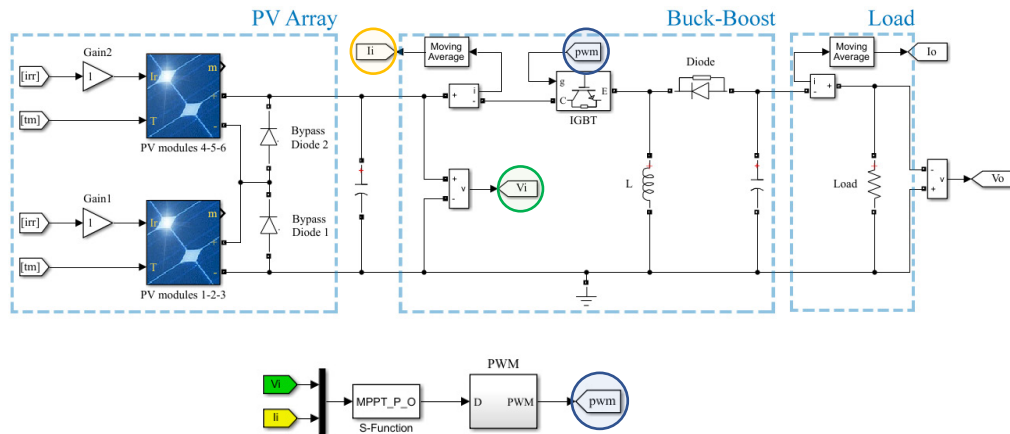 PV Array
Buck-Boost
Load
Gain2
[irr]
1
Ir
m
+
[tm]
T
-
PV modules 4-5-6
Bypass
Diode 2
Gain1
[irr]
1
Ir
m
+
[tm]
T
-
PV modules 1-2-3
Bypass
Diode 1
+
Ii
Moving
Average
+
i
-
pwm
g
C
E
IGBT
Diode
+
v
-
Vi
L
+
+
Moving
Average
Io
i
+
-
Load
+
-
+
v
Vo
Vi
Ii
MPPT_P_O
S-Function
PWM
D
PWM
pwm